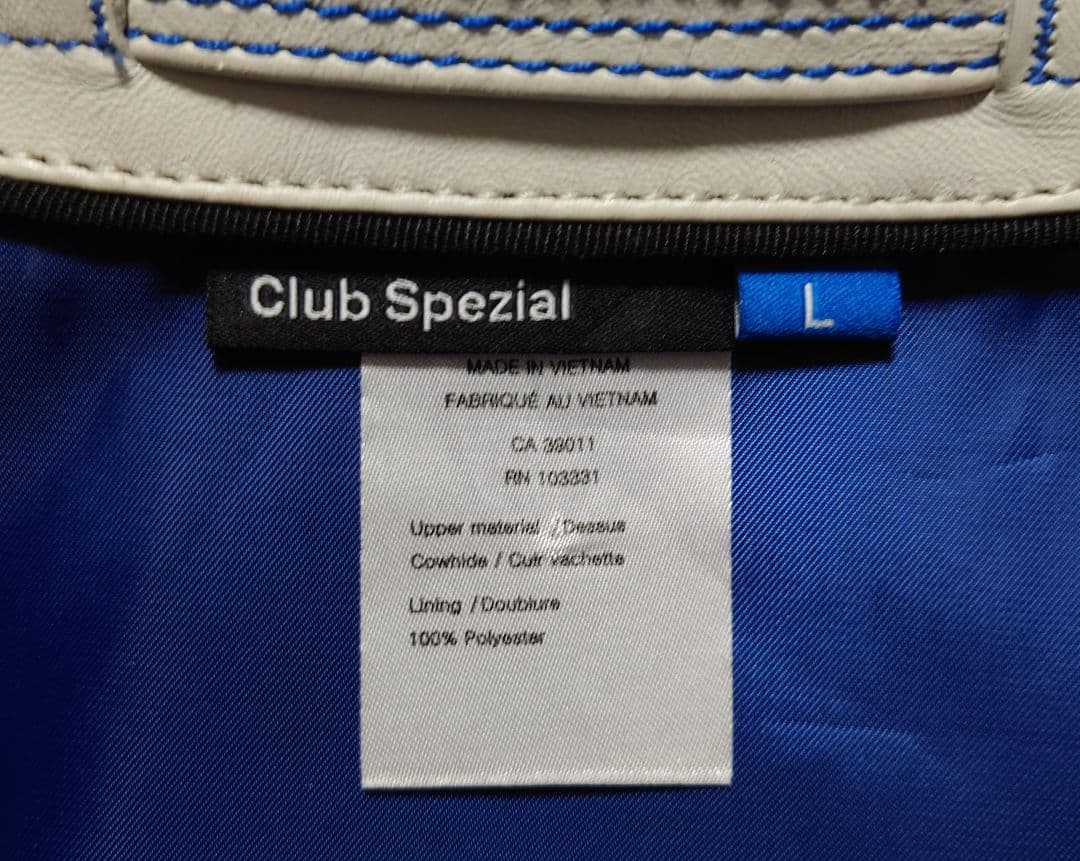 Club Spezial
L
MADE IN VIETNAM
FABRIQUÉ AU VIETNAM
CA 39011
RN 103331
Upper material / Dessus
Cowhide / Cuir vachette
Lining / Doublure
100% Polyester